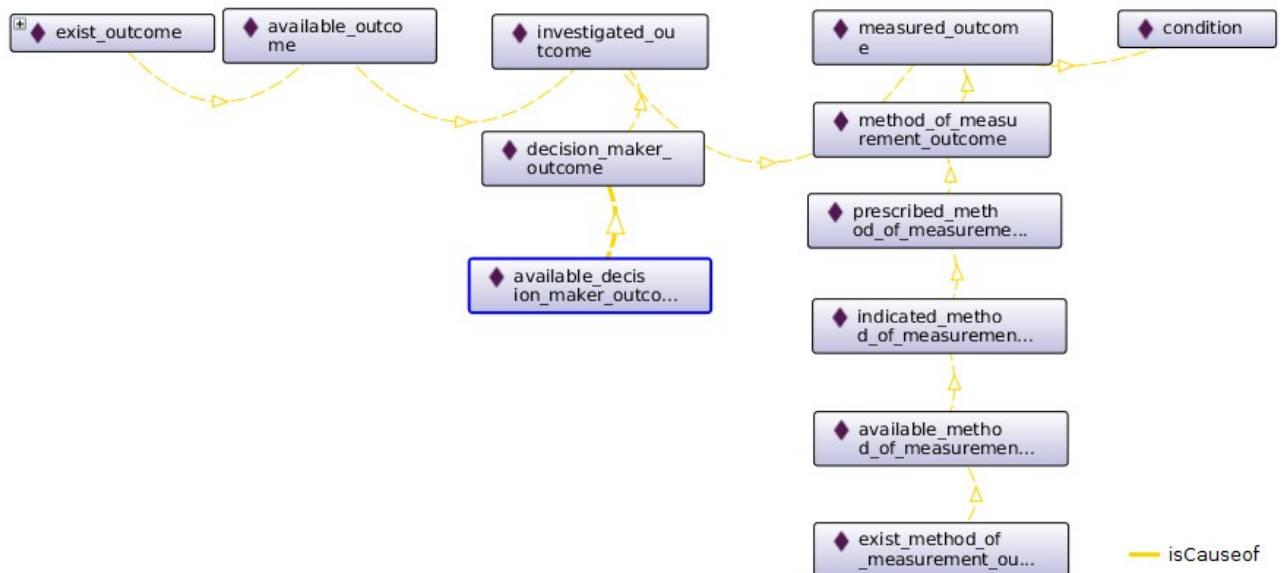 exist_outcome
available_outco
me
investigated_ou
tcome
measured_outcom
e
condition
method_of_measu
rement_outcome
decision_maker_
outcome
prescribed_meth
od_of_measureme...
available_decis
ion_maker_outco...
indicated_metho
d_of_measuremen...
available_metho
d_of_measuremen...
exist_method_of
_measurement_ou...
isCauseof